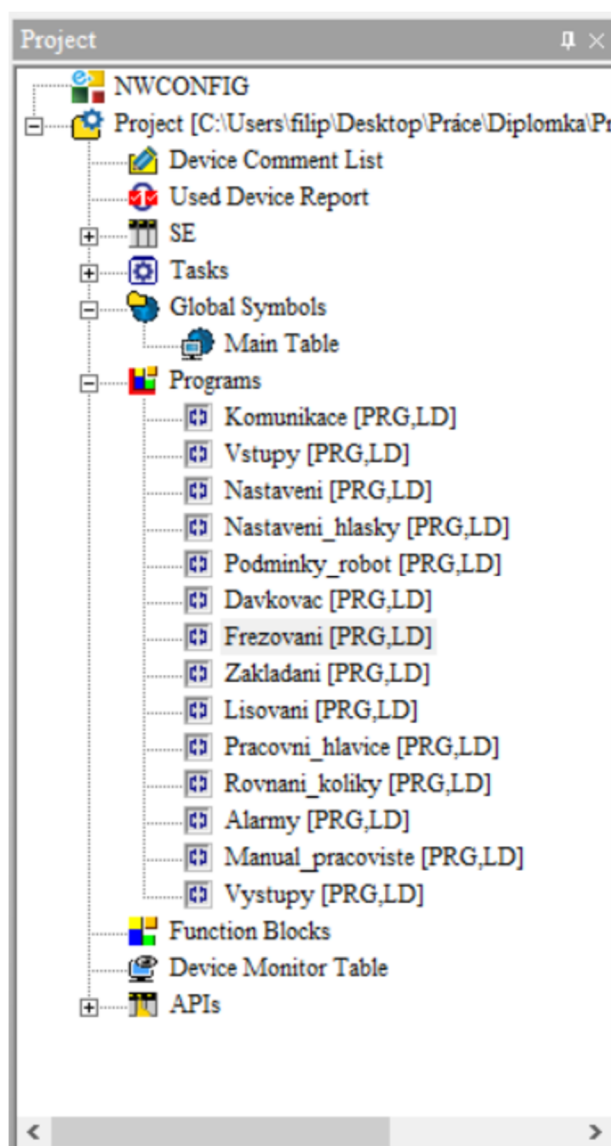 Project
NWCONFIG
Project [C:\Users\filip\Desktop\Práce\Diplomka\Pr
Device Comment List
Used Device Report
SE
Tasks
Global Symbols
Main Table
Programs
Komunikace [PRG,LD]
Vstupy [PRG,LD]
Nastaveni [PRG,LD]
Nastaveni_hlasky [PRG,LD]
Podminky_robot [PRG,LD]
Davkovac [PRG,LD]
Frezovani [PRG,LD]
Zakladani [PRG,LD]
Lisovani [PRG,LD]
Pracovni_hlavice [PRG,LD]
Rovnani_koliky [PRG,LD]
Alarmy [PRG,LD]
Manual_pracoviste [PRG,LD]
Vystupy [PRG,LD]
Function Blocks
Device Monitor Table
APIs